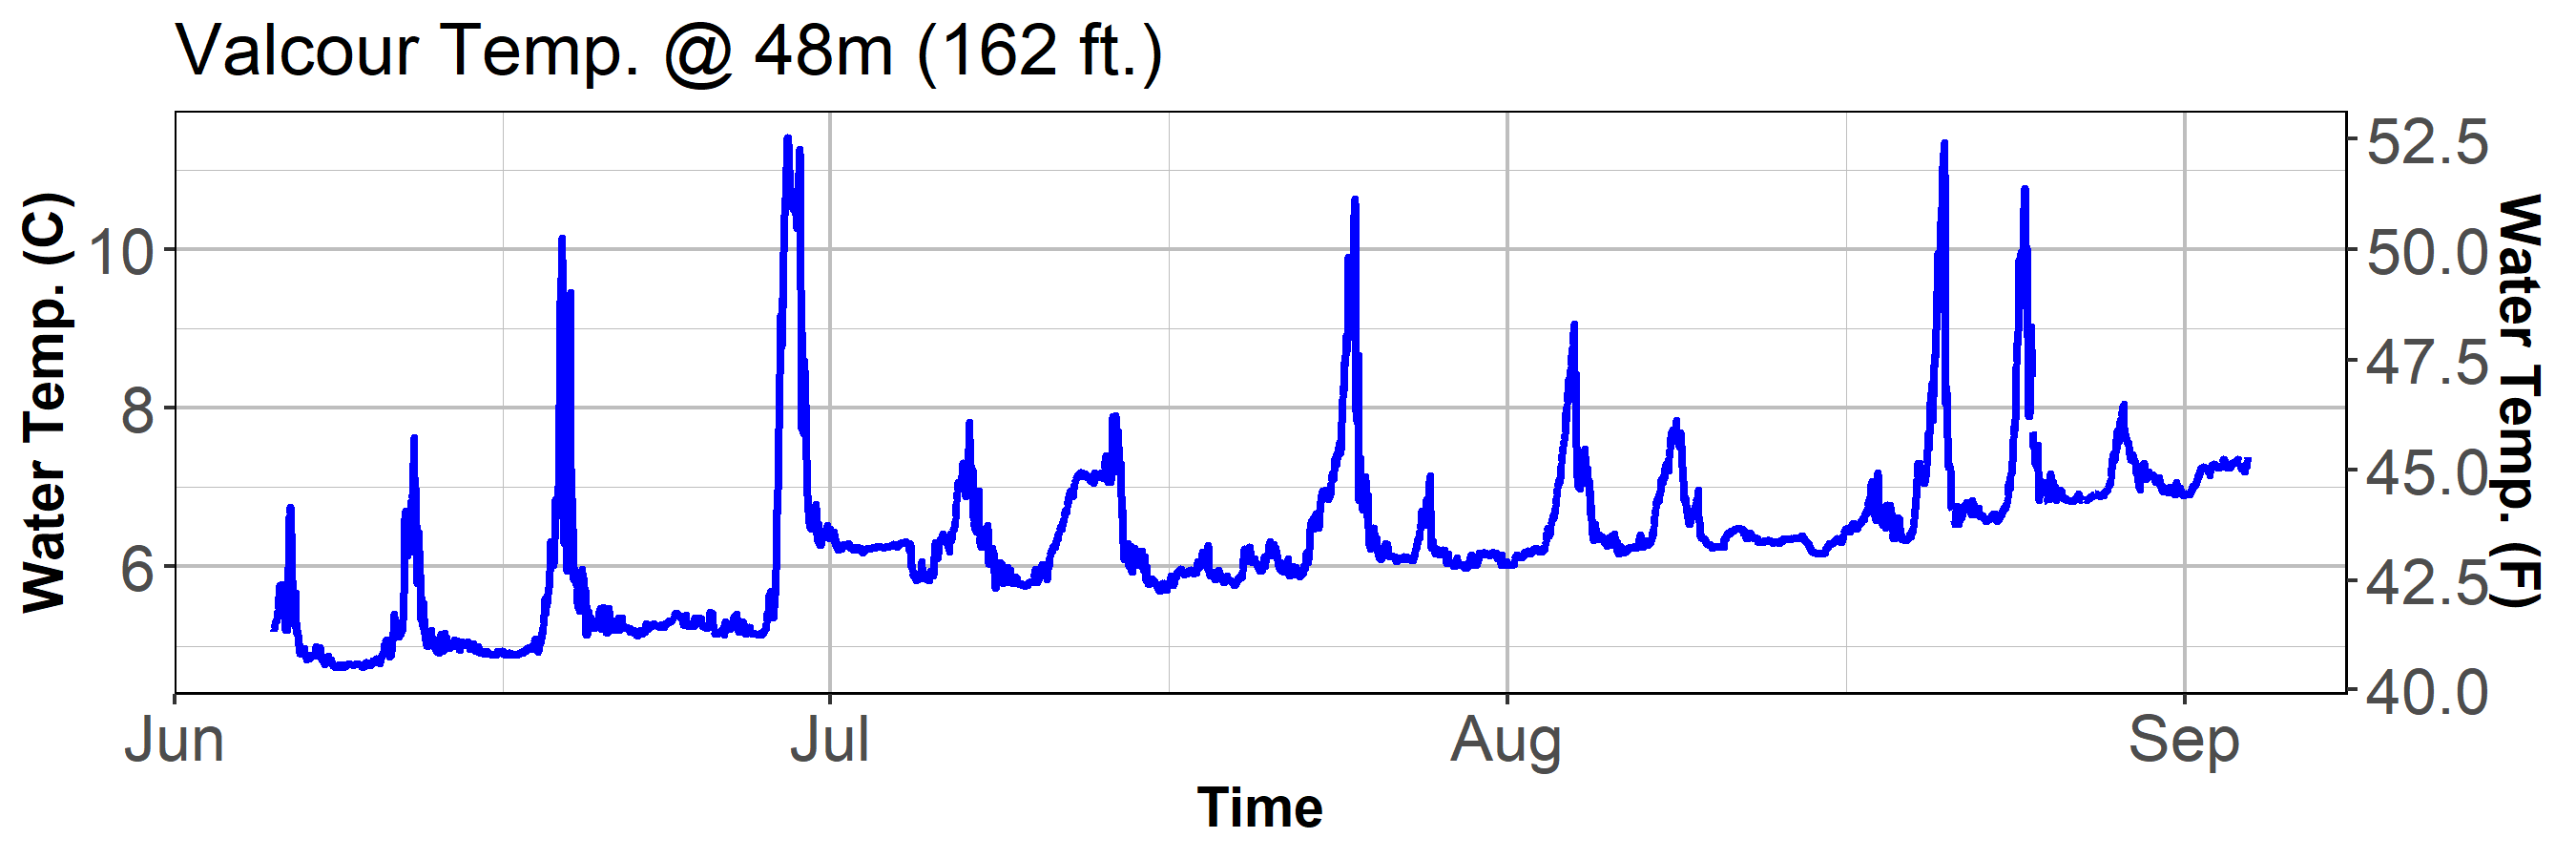 Valcour Temp. @ 48m (162 ft.)
Water Temp. (C)
10
8
6
52.5
50.0
47.5
45.0
42.5
40.0
Water Temp. (F)
Jun
Jul
Aug
Sep
Time